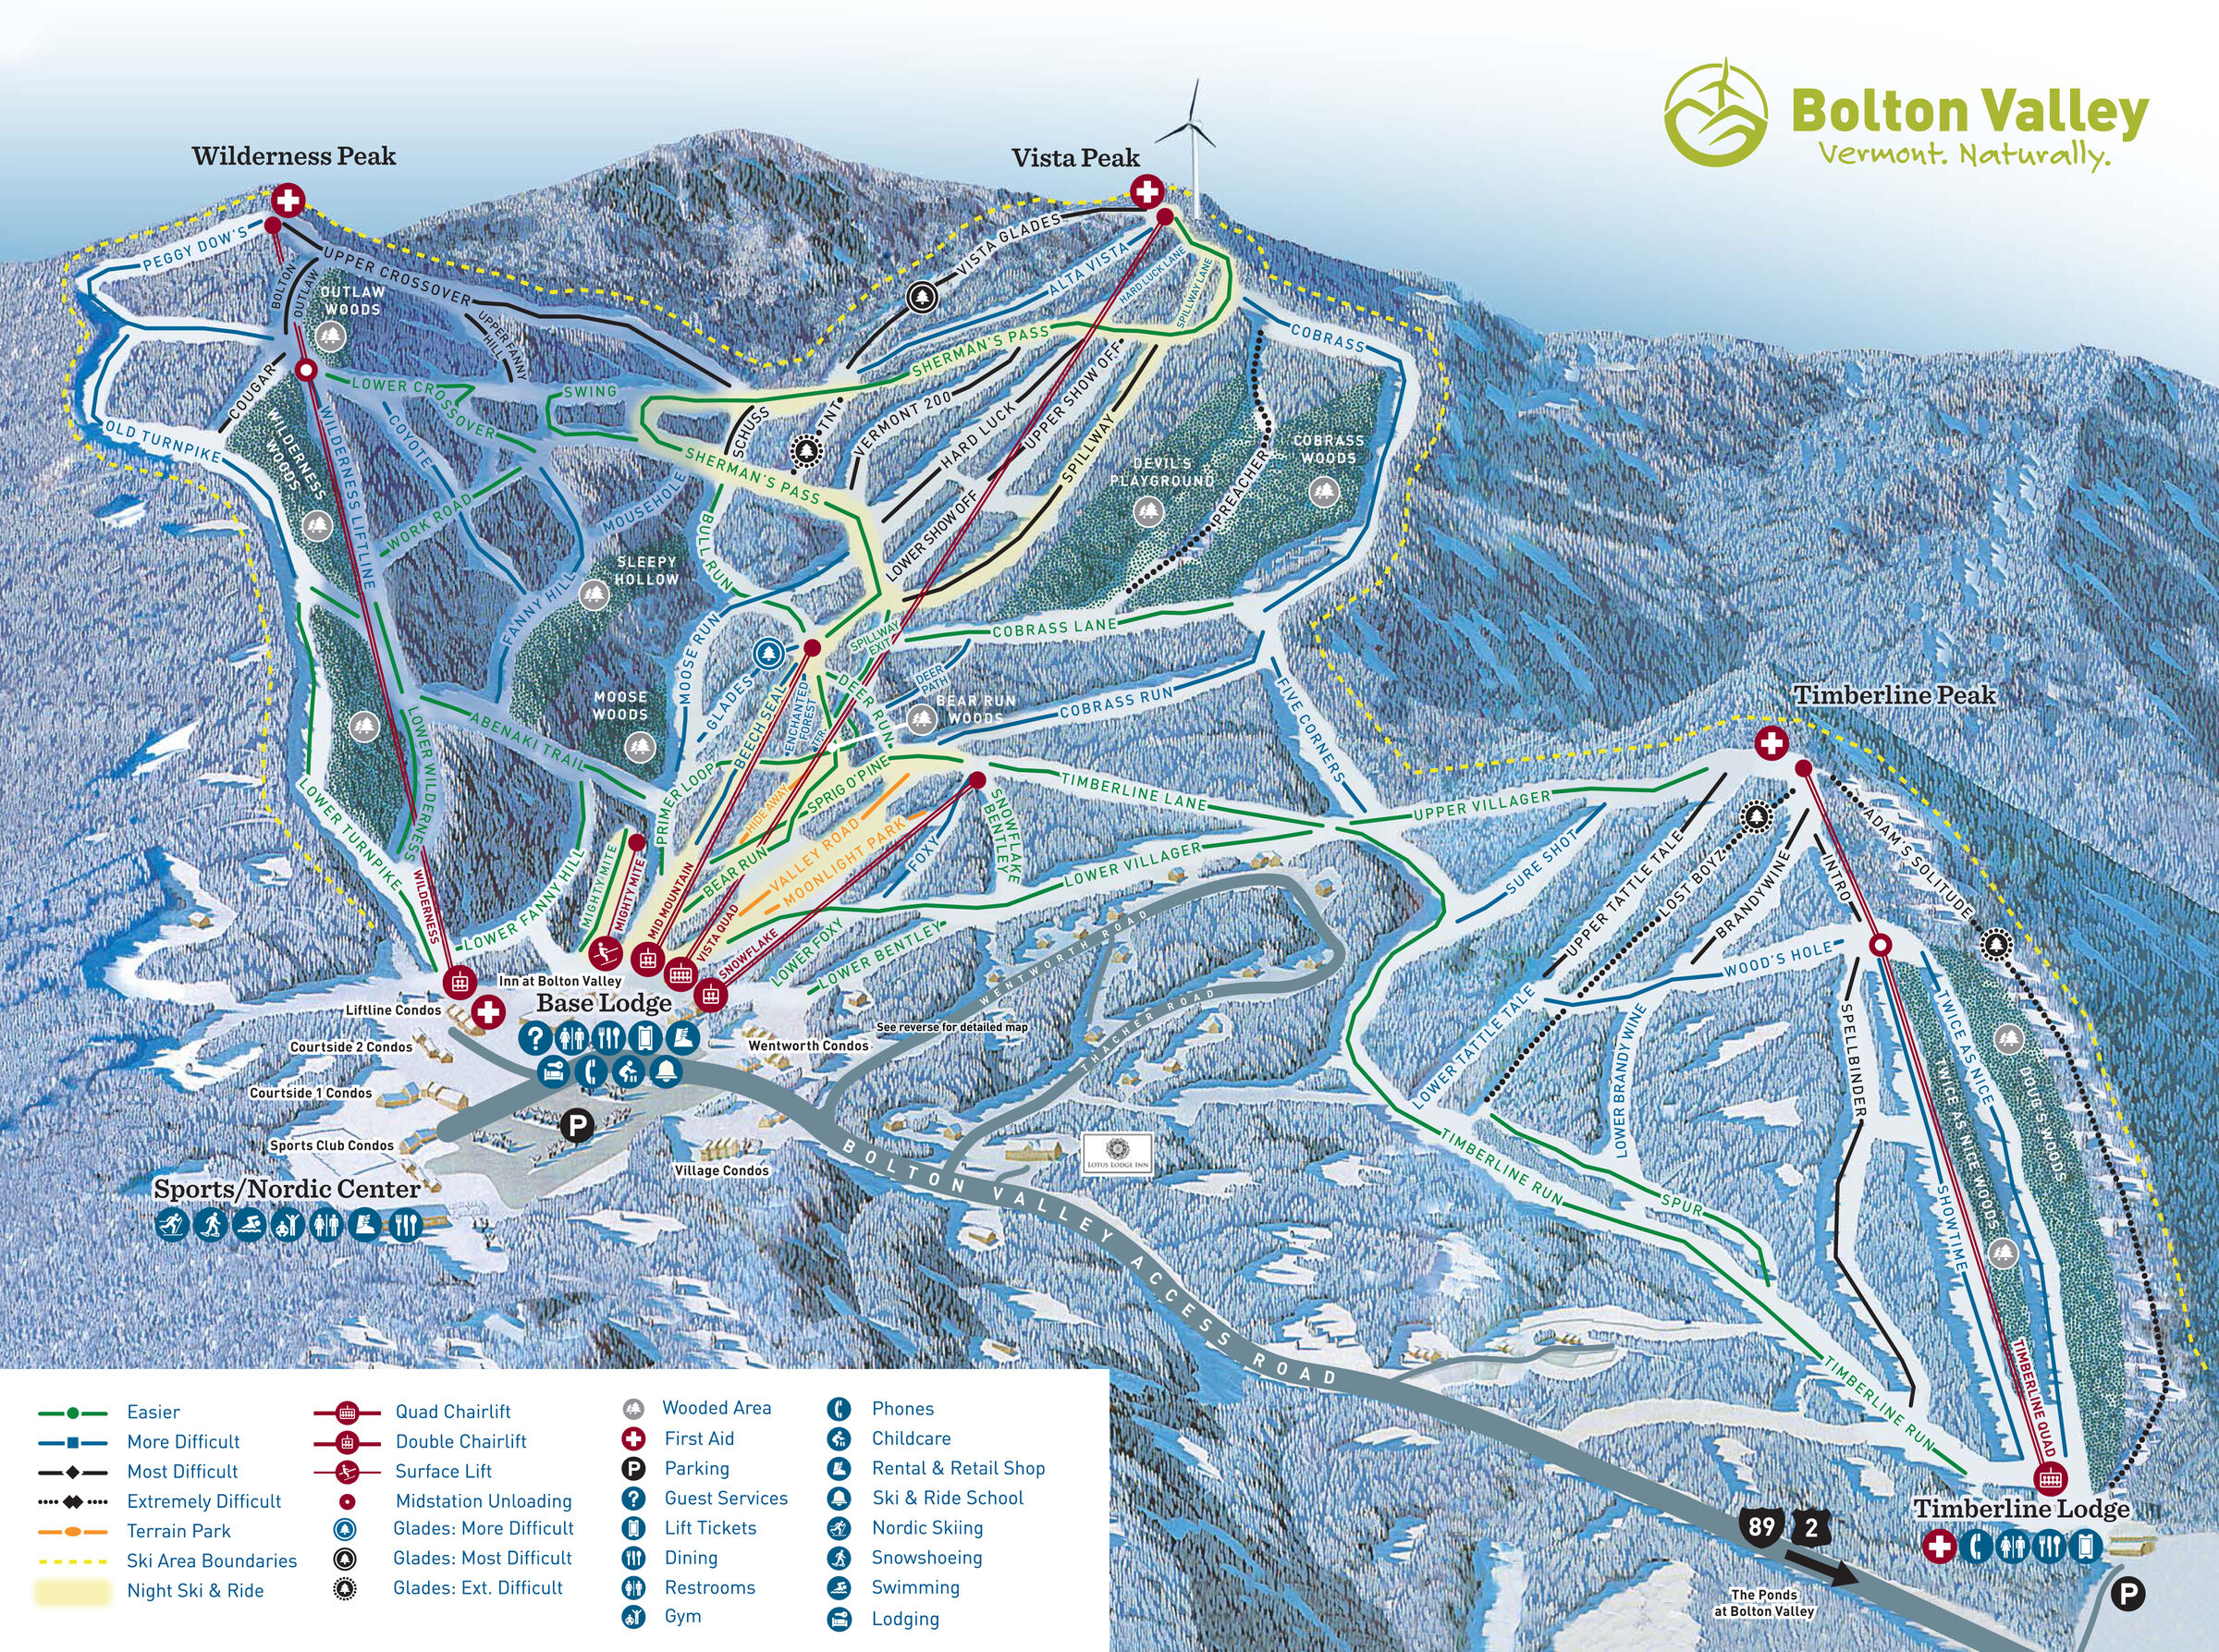 Bolton Valley
Vermont. Naturally.
Wilderness Peak
Vista Peak
Timberline Peak
PEGGY DOW'S
BOLTON
OUTLAW
OUTLAW
WOODS
UPPER CROSSOVER
UPPER FANNY
HILL
COUGAR
OLD TURNPIKE
WILDERNESS
WOODS
LOWER CROSSOVER
SWING
COYOTE
WILDERNESS LIFTLINE
WORK ROAD
MOUSEHOLE
SLEEPY
HOLLOW
FANNY HILL
MOOSE
WOODS
ABENAKI TRAIL
LOWER WILDERNESS
LOWER TURNPIKE
WILDERNESS
LOWER FANNY HILL
VISTA GLADES
ALTA VISTA
HARD LUCK LANE
SPILLWAY LANE
SHERMAN'S PASS
SCHUSS
TNT
VERMONT 200
HARD LUCK
UPPER SHOW OFF
SPILLWAY
SHERMAN'S PASS
BULL RUN
LOWER SHOW OFF
COBRASS
COBRASS
WOODS
DEVIL'S
PLAYGROUND
PREACHER
COBRASS LANE
SPILLWAY
EXIT
MOOSE RUN
GLADES
BEECH SEAL
ENCHANTED
FOREST
TER.
DEER RUN
DEER
PATH
BEAR RUN
WOODS
COBRASS RUN
FIVE CORNERS
PRIMER LOOP
HIDE AWAY
SPRIG O' PINE
TIMBERLINE LANE
VALLEY ROAD
MOONLIGHT PARK
BEAR RUN
FOXY
SNOWFLAKE
BENTLEY
LOWER VILLAGER
UPPER VILLAGER
MIGHTY MITE
MIGHTY MITE
MID MOUNTAIN
VISTA QUAD
SNOWFLAKE
LOWER FOXY
LOWER BENTLEY
SURE SHOT
UPPER TATTLE TALE
LOST BOYZ
BRANDYWINE
INTRO
ADAM'S SOLITUDE
WOOD'S HOLE
LOWER TATTLE TALE
LOWER BRANDYWINE
SPELLBINDER
TWICE AS NICE
TWICE AS NICE WOODS
DOUG'S WOODS
SHOWTIME
TIMBERLINE RUN
SPUR
TIMBERLINE RUN
TIMBERLINE QUAD
Inn at Bolton Valley
Base Lodge
Liftline Condos
Courtside 2 Condos
Courtside 1 Condos
Sports Club Condos
Sports/Nordic Center
Wentworth Condos
Village Condos
See reverse for detailed map
WENTWORTH ROAD
THACHER ROAD
LOTUS LODGE INN
BOLTON VALLEY ACCESS ROAD
?
P
Timberline Lodge
89
2
The Ponds
at Bolton Valley
P
Easier
More Difficult
Most Difficult
Extremely Difficult
Terrain Park
Ski Area Boundaries
Night Ski & Ride
Quad Chairlift
Double Chairlift
Surface Lift
Midstation Unloading
Glades: More Difficult
Glades: Most Difficult
Glades: Ext. Difficult
Wooded Area
First Aid
P Parking
? Guest Services
Lift Tickets
Dining
Restrooms
Gym
Phones
Childcare
Rental & Retail Shop
Ski & Ride School
Nordic Skiing
Snowshoeing
Swimming
Lodging